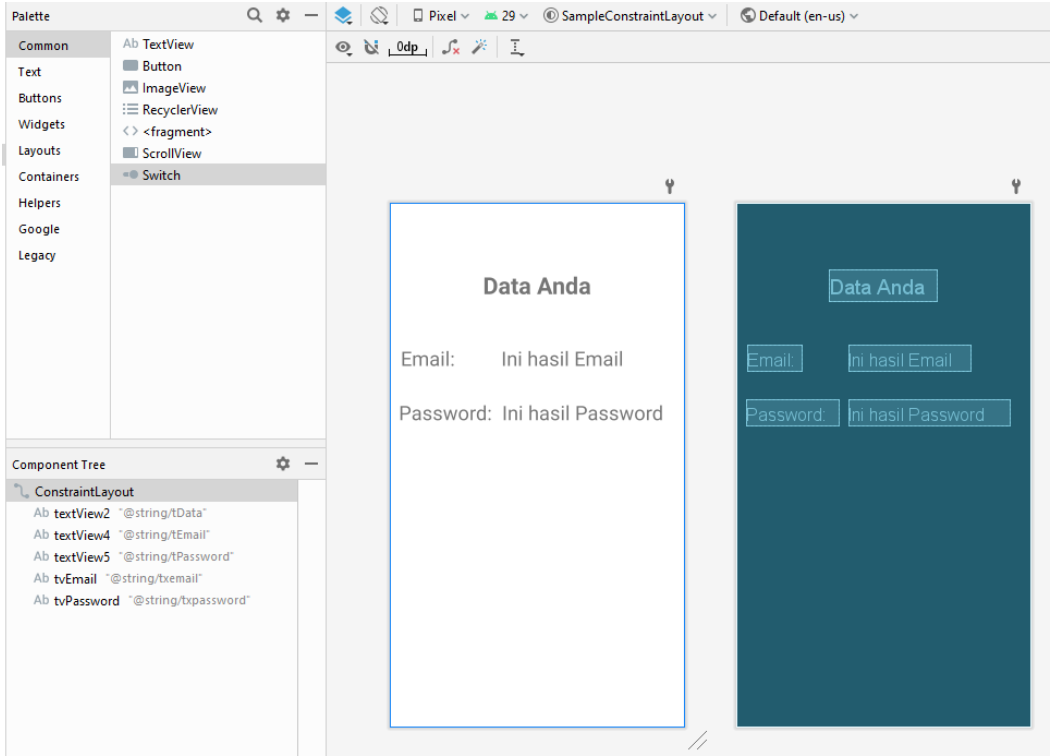 Palette
Pixel 29 SampleConstraintLayout Default (en-us)
Common
Text
Buttons
Widgets
Layouts
Containers
Helpers
Google
Legacy
Ab TextView
Button
ImageView
RecyclerView
<> <fragment>
ScrollView
Switch
0dp
Component Tree
ConstraintLayout
Ab textView2 "@string/tData"
Ab textView4 "@string/tEmail"
Ab textView5 "@string/tPassword"
Ab tvEmail "@string/txemail"
Ab tvPassword "@string/txpassword"
Data Anda
Email: Ini hasil Email
Password: Ini hasil Password
Data Anda
Email: Ini hasil Email
Password: Ini hasil Password